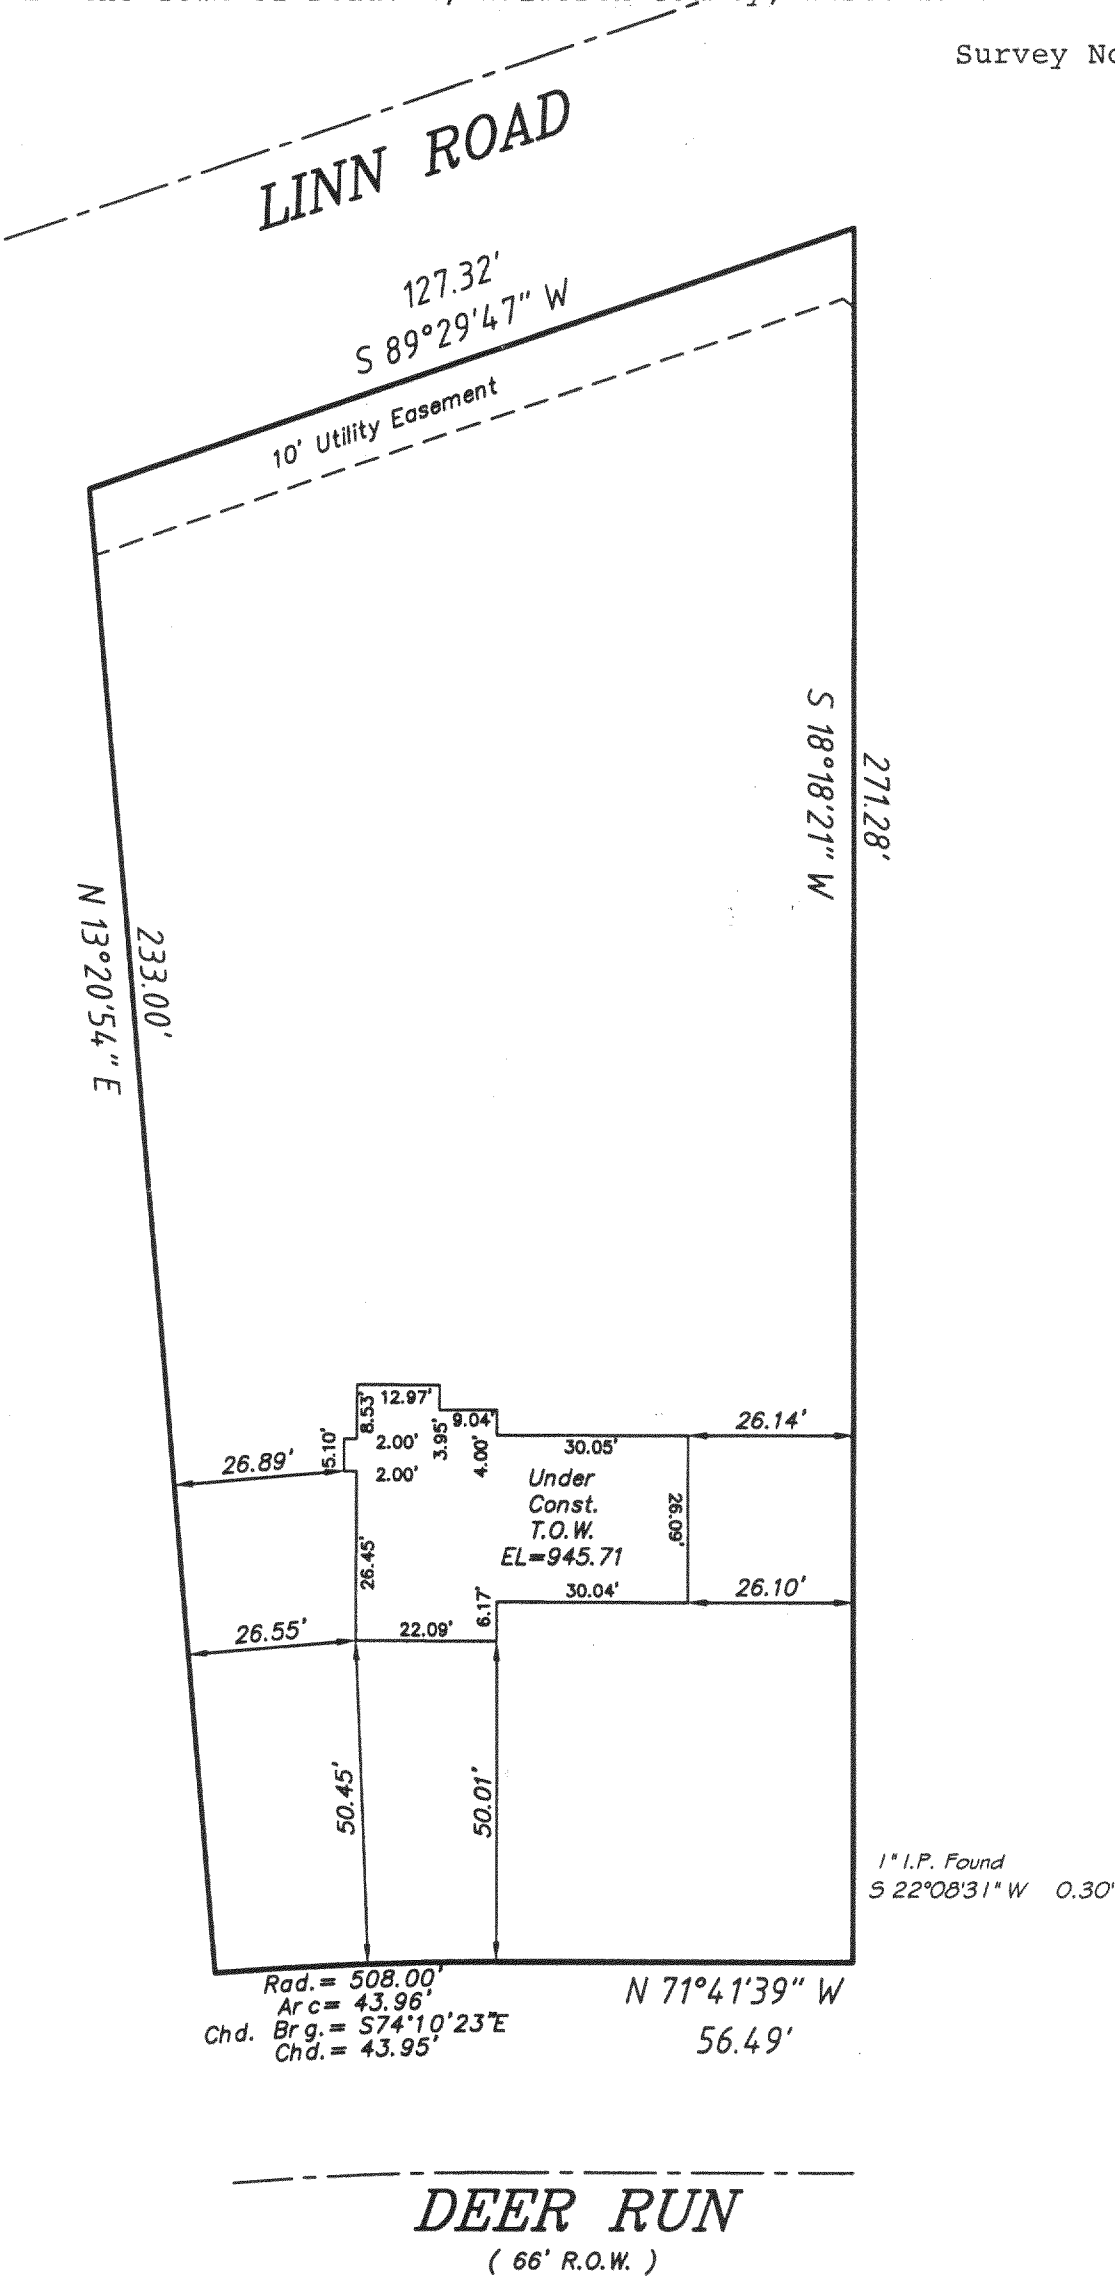 Survey No
LINN ROAD
127.32'
S 89°29'47" W
10' Utility Easement
S 18°18'21" W
271.28'
N 13°20'54" E
233.00'
12.97'
8.53'
9.04'
3.95'
4.00'
5.10'
2.00'
2.00'
26.89'
30.05'
26.14'
Under
Const.
T.O.W.
EL=945.71
26.09'
26.45'
30.04'
26.10'
6.17'
26.55'
22.09'
50.45'
50.01'
1" I.P. Found
S 22°08'31" W 0.30'
Rad.= 508.00'
Arc= 43.96'
Chd. Brg.= S74°10'23"E
Chd.= 43.95'
N 71°41'39" W
56.49'
DEER RUN
( 66' R.O.W. )